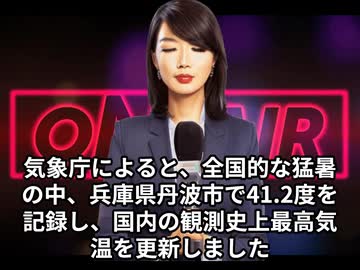 ON AIR
気象庁によると、全国的な猛暑
の中、兵庫県丹波市で41.2度を
記録し、国内の観測史上最高気
温を更新しました